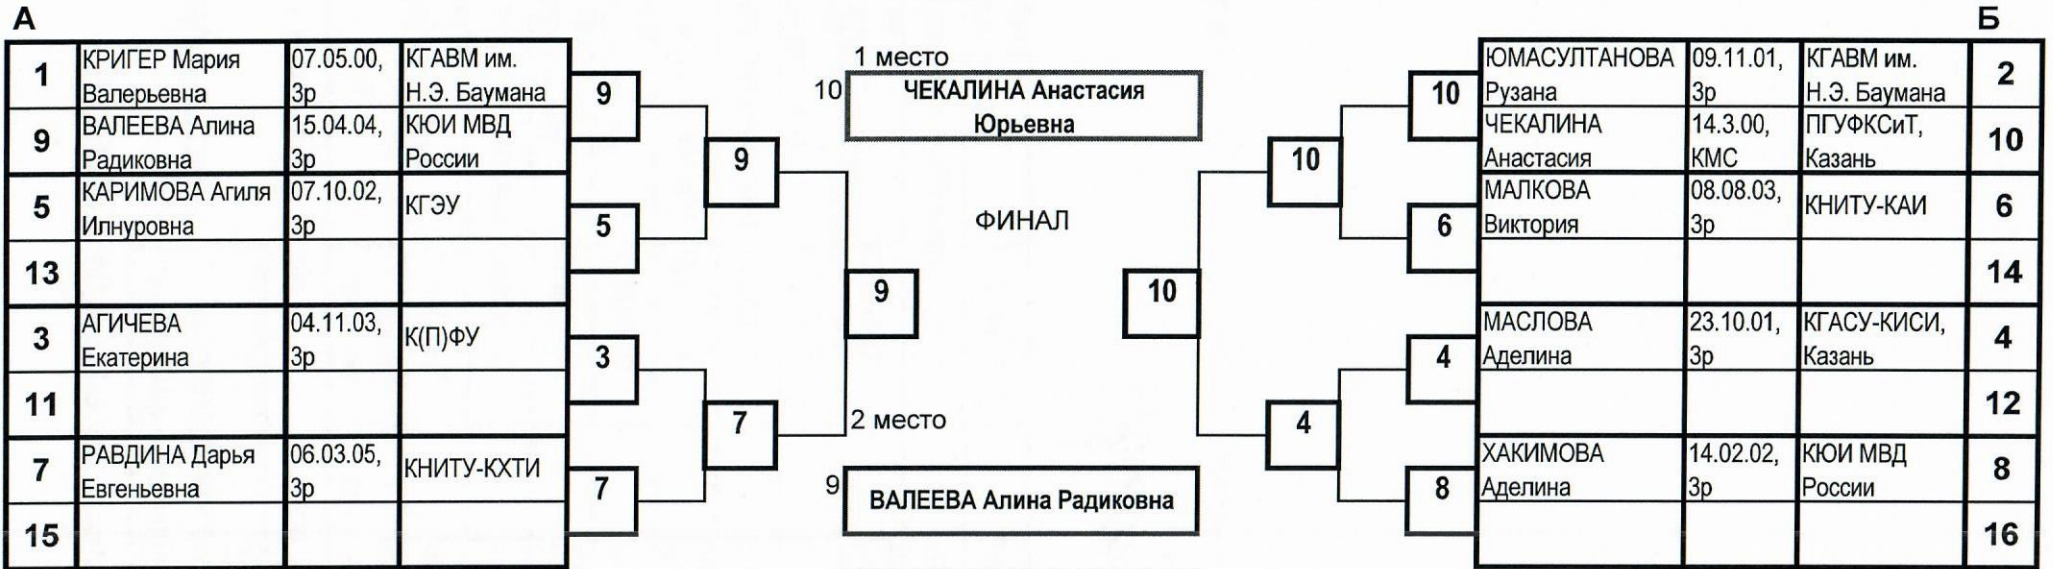 А
1
КРИГЕР Мария
Валерьевна
07.05.00,
3р
КГАВМ им.
Н.Э. Баумана
9
ВАЛЕЕВА Алина
Радиковна
15.04.04,
3р
КЮИ МВД
России
5
КАРИМОВА Агиля
Илнуровна
07.10.02,
3р
КГЭУ
13
3
АГИЧЕВА
Екатерина
04.11.03,
3р
К(П)ФУ
11
7
РАВДИНА Дарья
Евгеньевна
06.03.05,
3р
КНИТУ-КХТИ
15
9
5
3
7
9
7
9
1 место
10
ЧЕКАЛИНА Анастасия
Юрьевна
ФИНАЛ
2 место
9
ВАЛЕЕВА Алина Радиковна
10
10
4
10
6
4
8
Б
ЮМАСУЛТАНОВА
Рузана
09.11.01,
3р
КГАВМ им.
Н.Э. Баумана
2
ЧЕКАЛИНА
Анастасия
14.3.00,
КМС
ПГУФКСиТ,
Казань
10
МАЛКОВА
Виктория
08.08.03,
3р
КНИТУ-КАИ
6
14
МАСЛОВА
Аделина
23.10.01,
3р
КГАСУ-КИСИ,
Казань
4
12
ХАКИМОВА
Аделина
14.02.02,
3р
КЮИ МВД
России
8
16